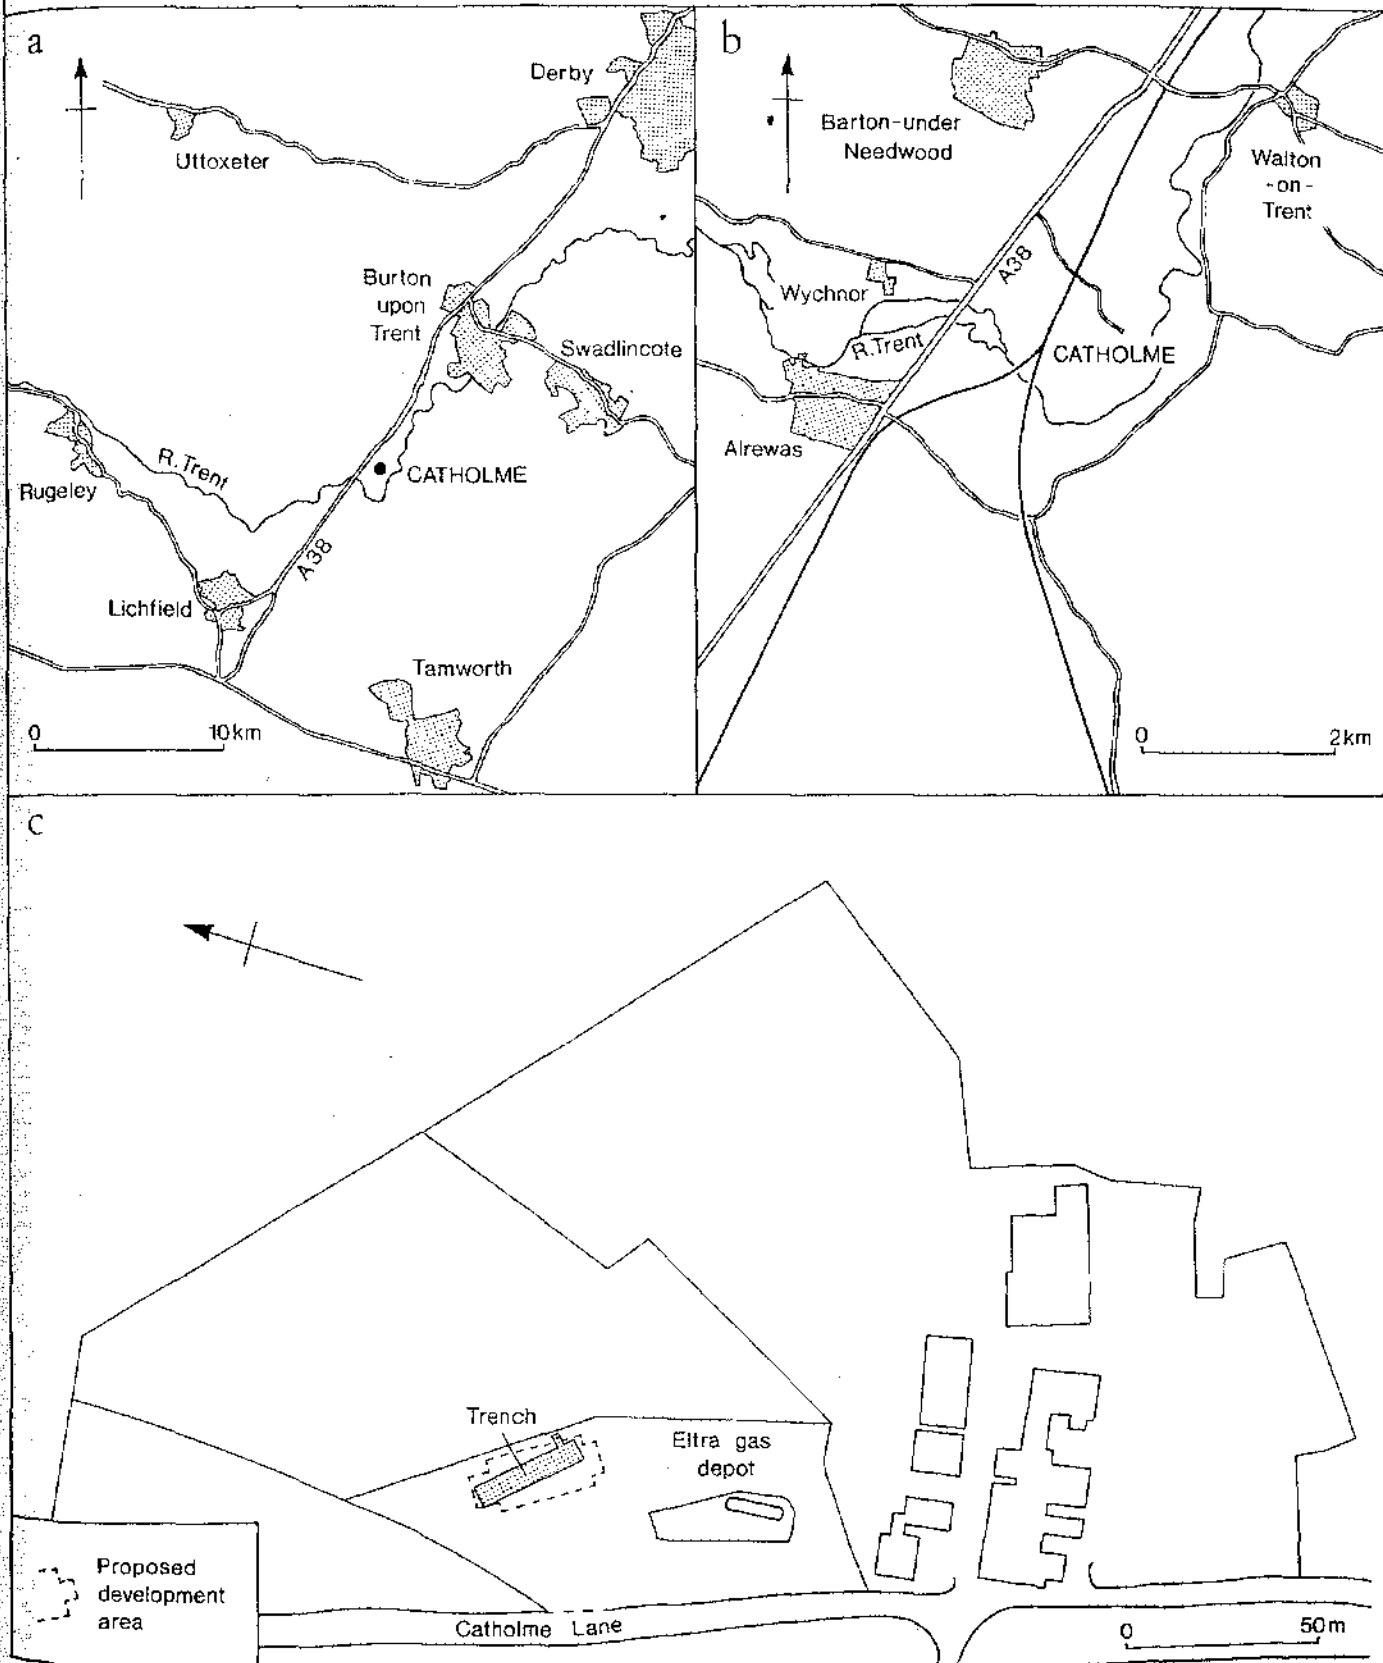 a
Derby
Uttoxeter
Burton
upon
Trent
Swadlincote
R.Trent
CATHOLME
Rugeley
A38
Lichfield
Tamworth
0 10km
b
Barton-under
Needwood
Walton
-on-
Trent
A38
Wychnor
R.Trent
CATHOLME
Alrewas
0 2km
c
Trench
Eltra gas
depot
Proposed
development
area
Catholme Lane
0 50m